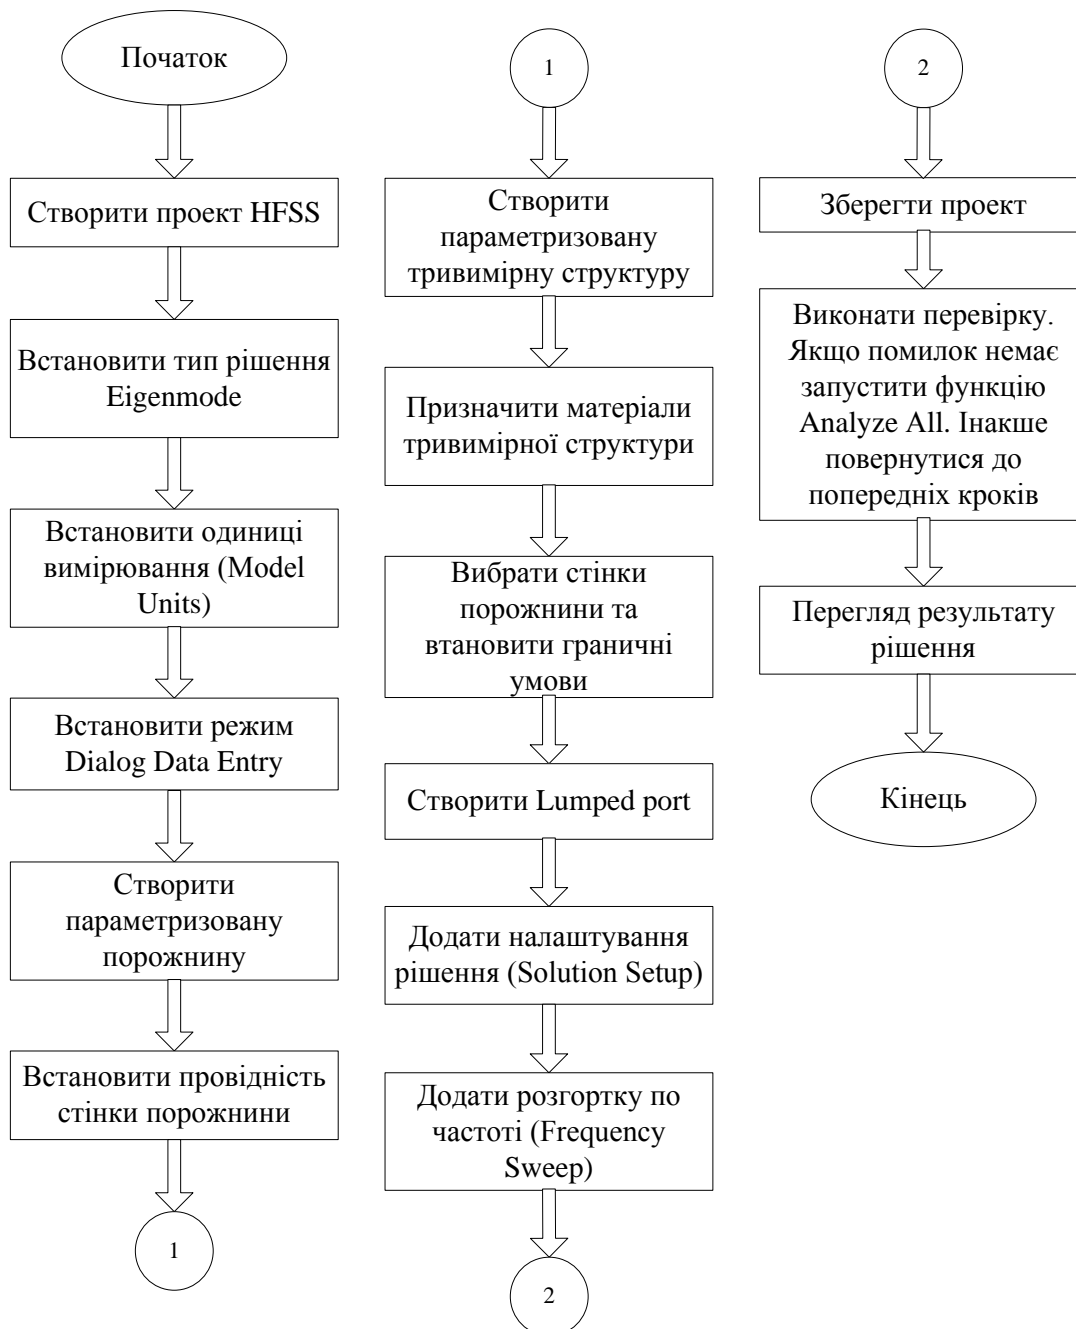 Початок
Створити проект HFSS
Встановити тип рішення
Eigenmode
Встановити одиниці
вимірювання (Model
Units)
Встановити режим
Dialog Data Entry
Створити
параметризовану
порожнину
Встановити провідність
стінки порожнини
1
1
Створити
параметризовану
тривимірну структуру
Призначити матеріали
тривимірної структури
Вибрати стінки
порожнини та
втановити граничні
умови
Створити Lumped port
Додати налаштування
рішення (Solution Setup)
Додати розгортку по
частоті (Frequency
Sweep)
2
2
Зберегти проект
Виконати перевірку.
Якщо помилок немає
запустити функцію
Analyze All. Інакше
повернутися до
попередніх кроків
Перегляд результату
рішення
Кінець